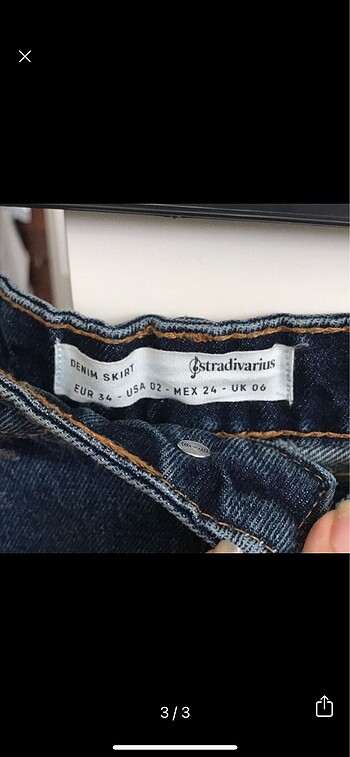 DENIM SKIRT
stradivarius
EUR 34 - USA 02 - MEX 24 - UK 06
3/3